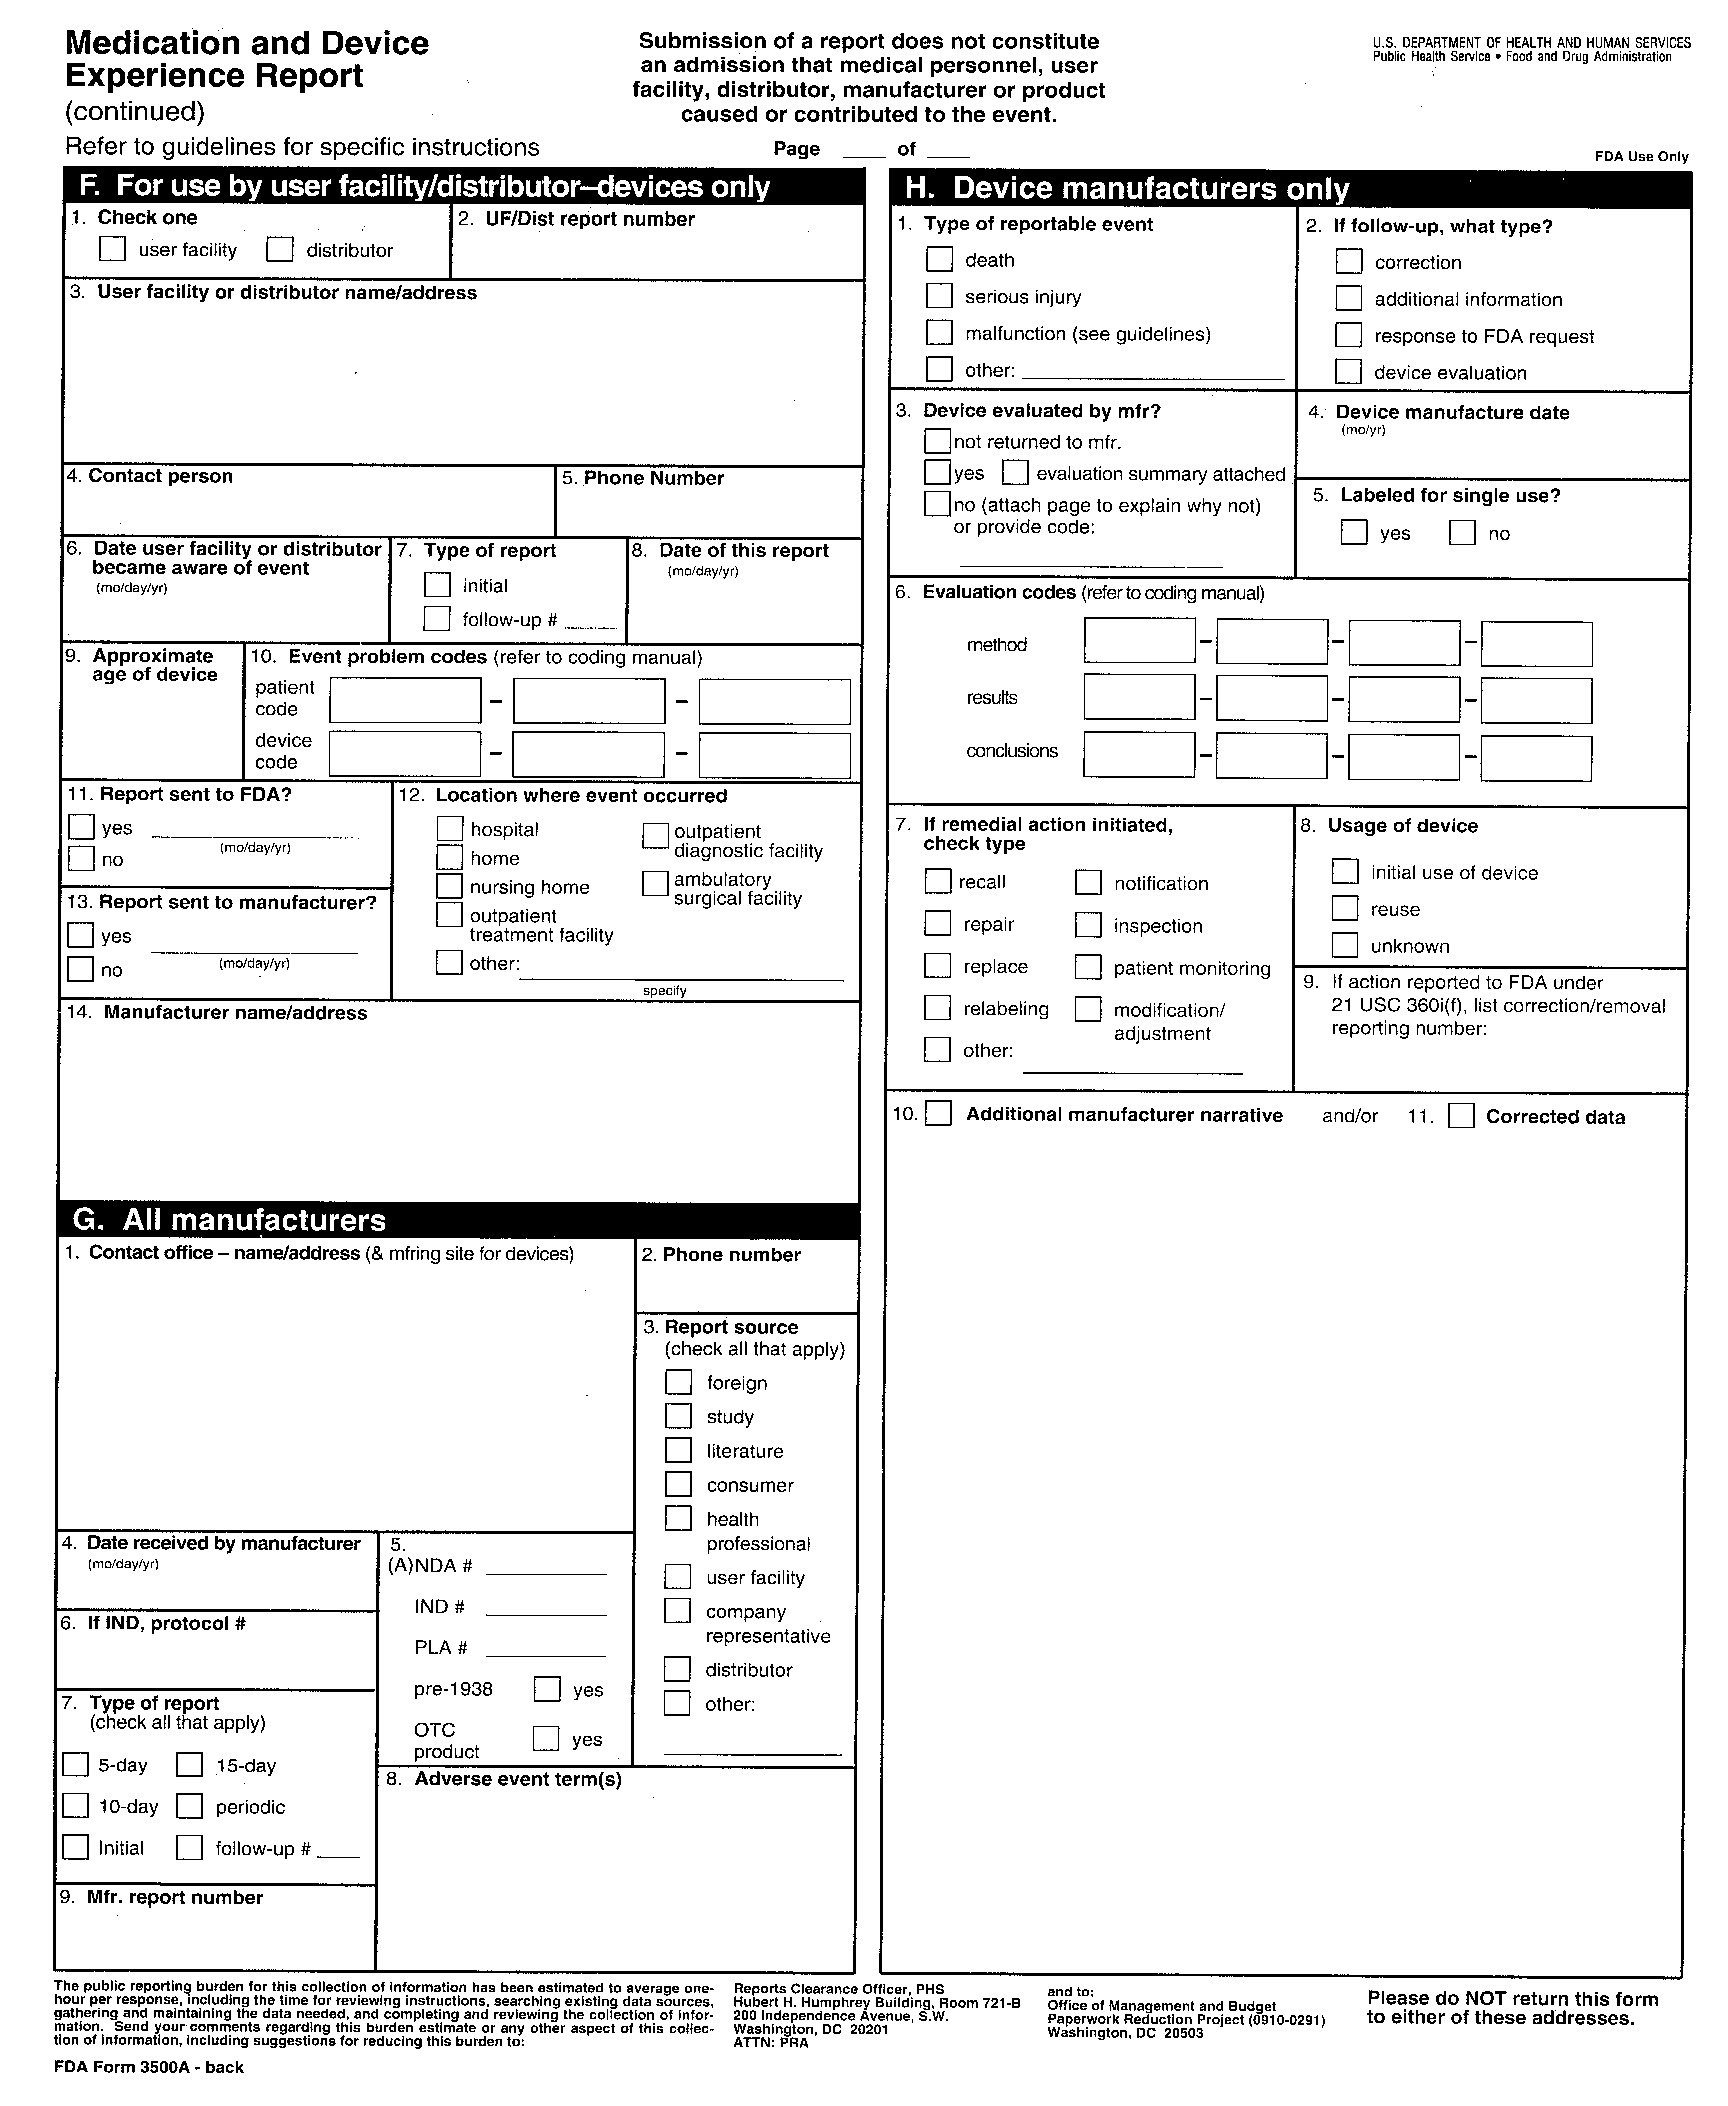 Medication and Device
Experience Report
(continued)
Refer to guidelines for specific instructions
Submission of a report does not constitute
an admission that medical personnel, user
facility, distributor, manufacturer or product
caused or contributed to the event.
Page ___ of ___
U.S. DEPARTMENT OF HEALTH AND HUMAN SERVICES
Public Health Service • Food and Drug Administration
FDA Use Only
F. For use by user facility/distributor–devices only
1. Check one
user facility
distributor
2. UF/Dist report number
3. User facility or distributor name/address
4. Contact person
5. Phone Number
6. Date user facility or distributor
became aware of event
(mo/day/yr)
7. Type of report
initial
follow-up # ____
8. Date of this report
(mo/day/yr)
9. Approximate
age of device
10. Event problem codes (refer to coding manual)
patient
code
– –
device
code
– –
11. Report sent to FDA?
yes
(mo/day/yr)
no
12. Location where event occurred
hospital
home
nursing home
outpatient
treatment facility
other:
specify
outpatient
diagnostic facility
ambulatory
surgical facility
13. Report sent to manufacturer?
yes
(mo/day/yr)
no
14. Manufacturer name/address
G. All manufacturers
1. Contact office – name/address (& mfring site for devices)
2. Phone number
3. Report source
(check all that apply)
foreign
study
literature
consumer
health
professional
user facility
company
representative
distributor
other:
4. Date received by manufacturer
(mo/day/yr)
5.
(A)NDA #
IND #
PLA #
pre-1938 yes
OTC
product yes
6. If IND, protocol #
7. Type of report
(check all that apply)
5-day 15-day
10-day periodic
Initial follow-up # ___
8. Adverse event term(s)
9. Mfr. report number
H. Device manufacturers only
1. Type of reportable event
death
serious injury
malfunction (see guidelines)
other:
2. If follow-up, what type?
correction
additional information
response to FDA request
device evaluation
3. Device evaluated by mfr?
not returned to mfr.
yes evaluation summary attached
no (attach page to explain why not)
or provide code:
4. Device manufacture date
(mo/yr)
5. Labeled for single use?
yes no
6. Evaluation codes (refer to coding manual)
method – – –
results – – –
conclusions – – –
7. If remedial action initiated,
check type
recall notification
repair inspection
replace patient monitoring
relabeling modification/
adjustment
other:
8. Usage of device
initial use of device
reuse
unknown
9. If action reported to FDA under
21 USC 360i(f), list correction/removal
reporting number:
10. Additional manufacturer narrative and/or 11. Corrected data
The public reporting burden for this collection of information has been estimated to average one-
hour per response, including the time for reviewing instructions, searching existing data sources,
gathering and maintaining the data needed, and completing and reviewing the collection of infor-
mation. Send your comments regarding this burden estimate or any other aspect of this collec-
tion of information, including suggestions for reducing this burden to:
Reports Clearance Officer, PHS
Hubert H. Humphrey Building, Room 721-B
200 Independence Avenue, S.W.
Washington, DC 20201
ATTN: PRA
and to:
Office of Management and Budget
Paperwork Reduction Project (0910-0291)
Washington, DC 20503
Please do NOT return this form
to either of these addresses.
FDA Form 3500A - back